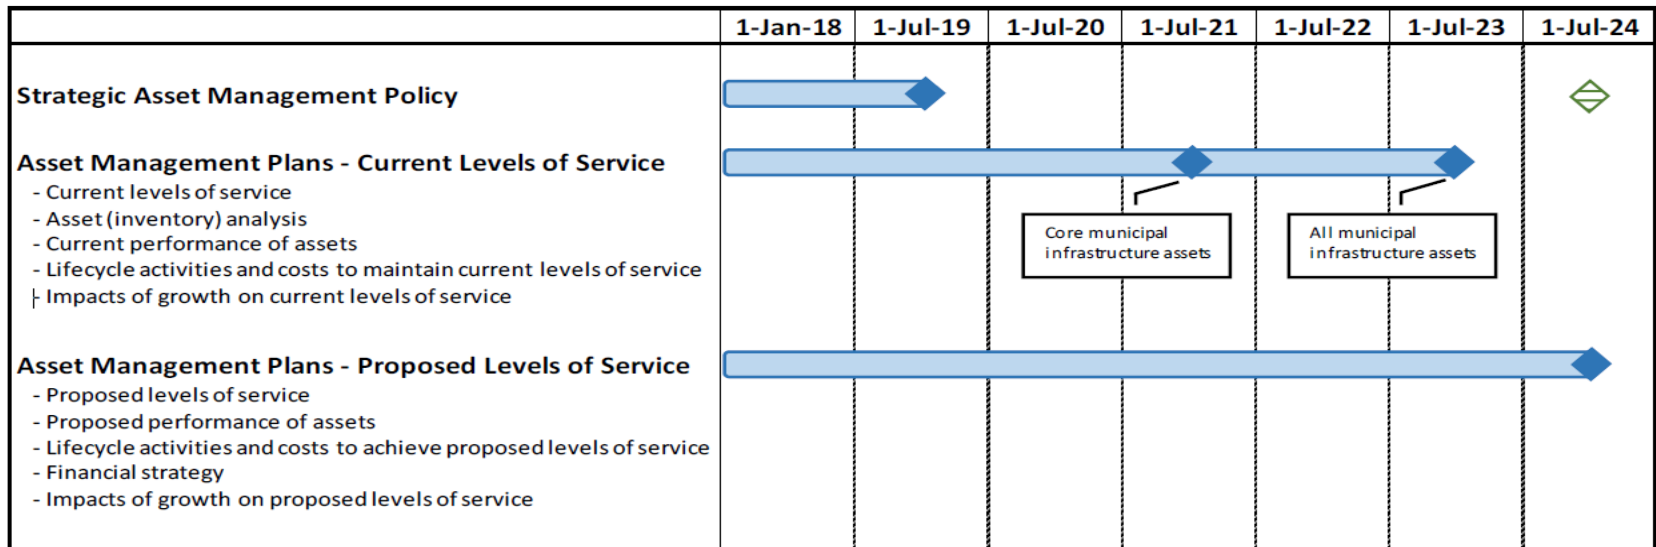 1-Jan-18 1-Jul-19 1-Jul-20 1-Jul-21 1-Jul-22 1-Jul-23 1-Jul-24
Strategic Asset Management Policy
Asset Management Plans - Current Levels of Service
- Current levels of service
- Asset (inventory) analysis
- Current performance of assets
- Lifecycle activities and costs to maintain current levels of service
- Impacts of growth on current levels of service
Core municipal
infrastructure assets
All municipal
infrastructure assets
Asset Management Plans - Proposed Levels of Service
- Proposed levels of service
- Proposed performance of assets
- Lifecycle activities and costs to achieve proposed levels of service
- Financial strategy
- Impacts of growth on proposed levels of service